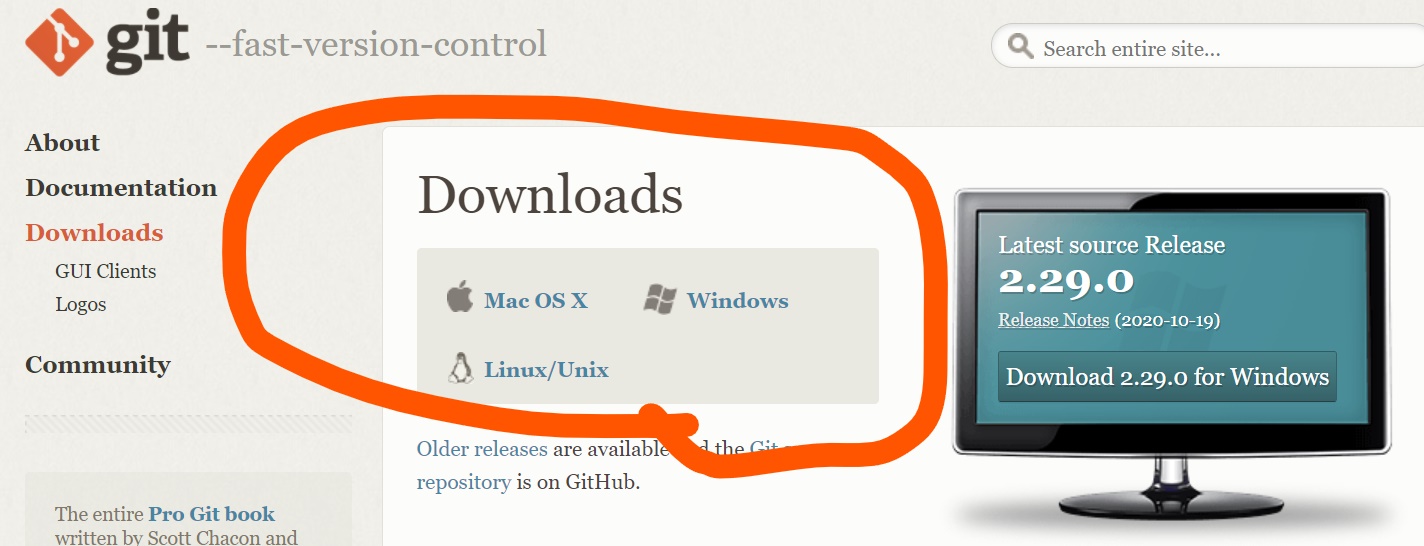 git --fast-version-control
Search entire site...
About
Documentation
Downloads
GUI Clients
Logos
Community
The entire Pro Git book
written by Scott Chacon and
Downloads
Mac OS X
Windows
Linux/Unix
Older releases are available the Git
repository is on GitHub.
Latest source Release
2.29.0
Release Notes (2020-10-19)
Download 2.29.0 for Windows